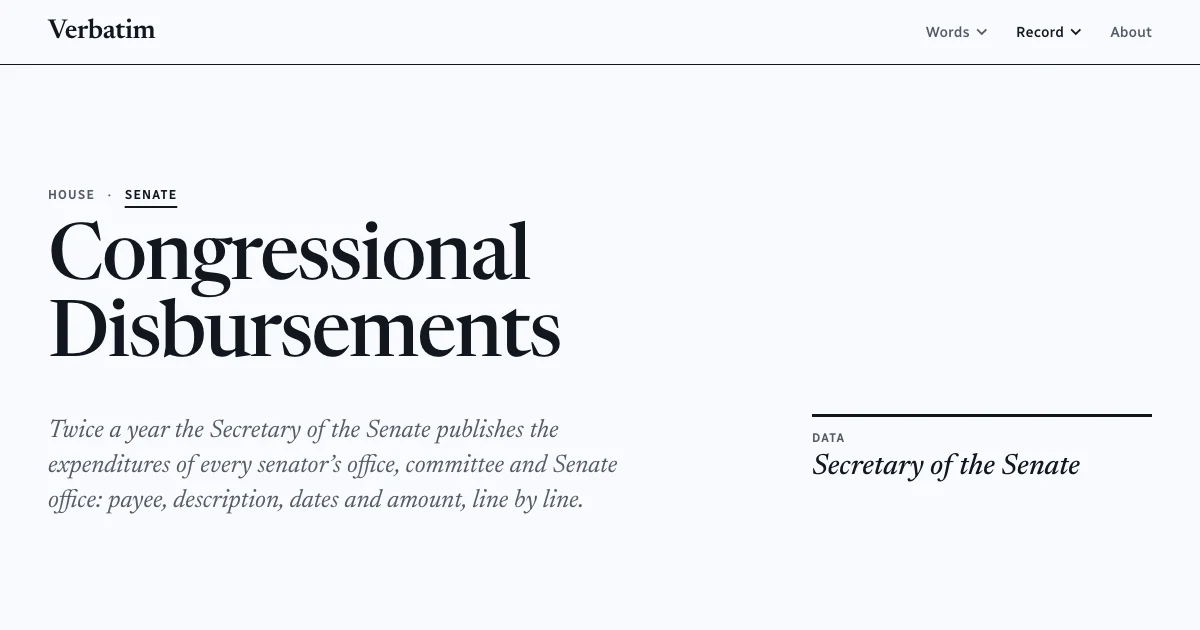 Verbatim
Words
Record
About
HOUSE · SENATE
Congressional
Disbursements
Twice a year the Secretary of the Senate publishes the
expenditures of every senator’s office, committee and Senate
office: payee, description, dates and amount, line by line.
DATA
Secretary of the Senate